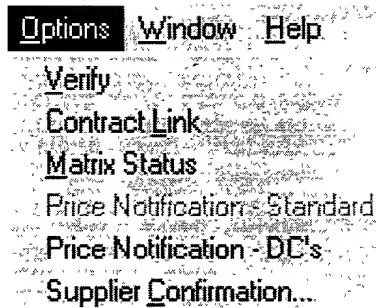 Options Window Help
Verify
Contract Link
Matrix Status
Price Notification - Standard
Price Notification - DC's
Supplier Confirmation...